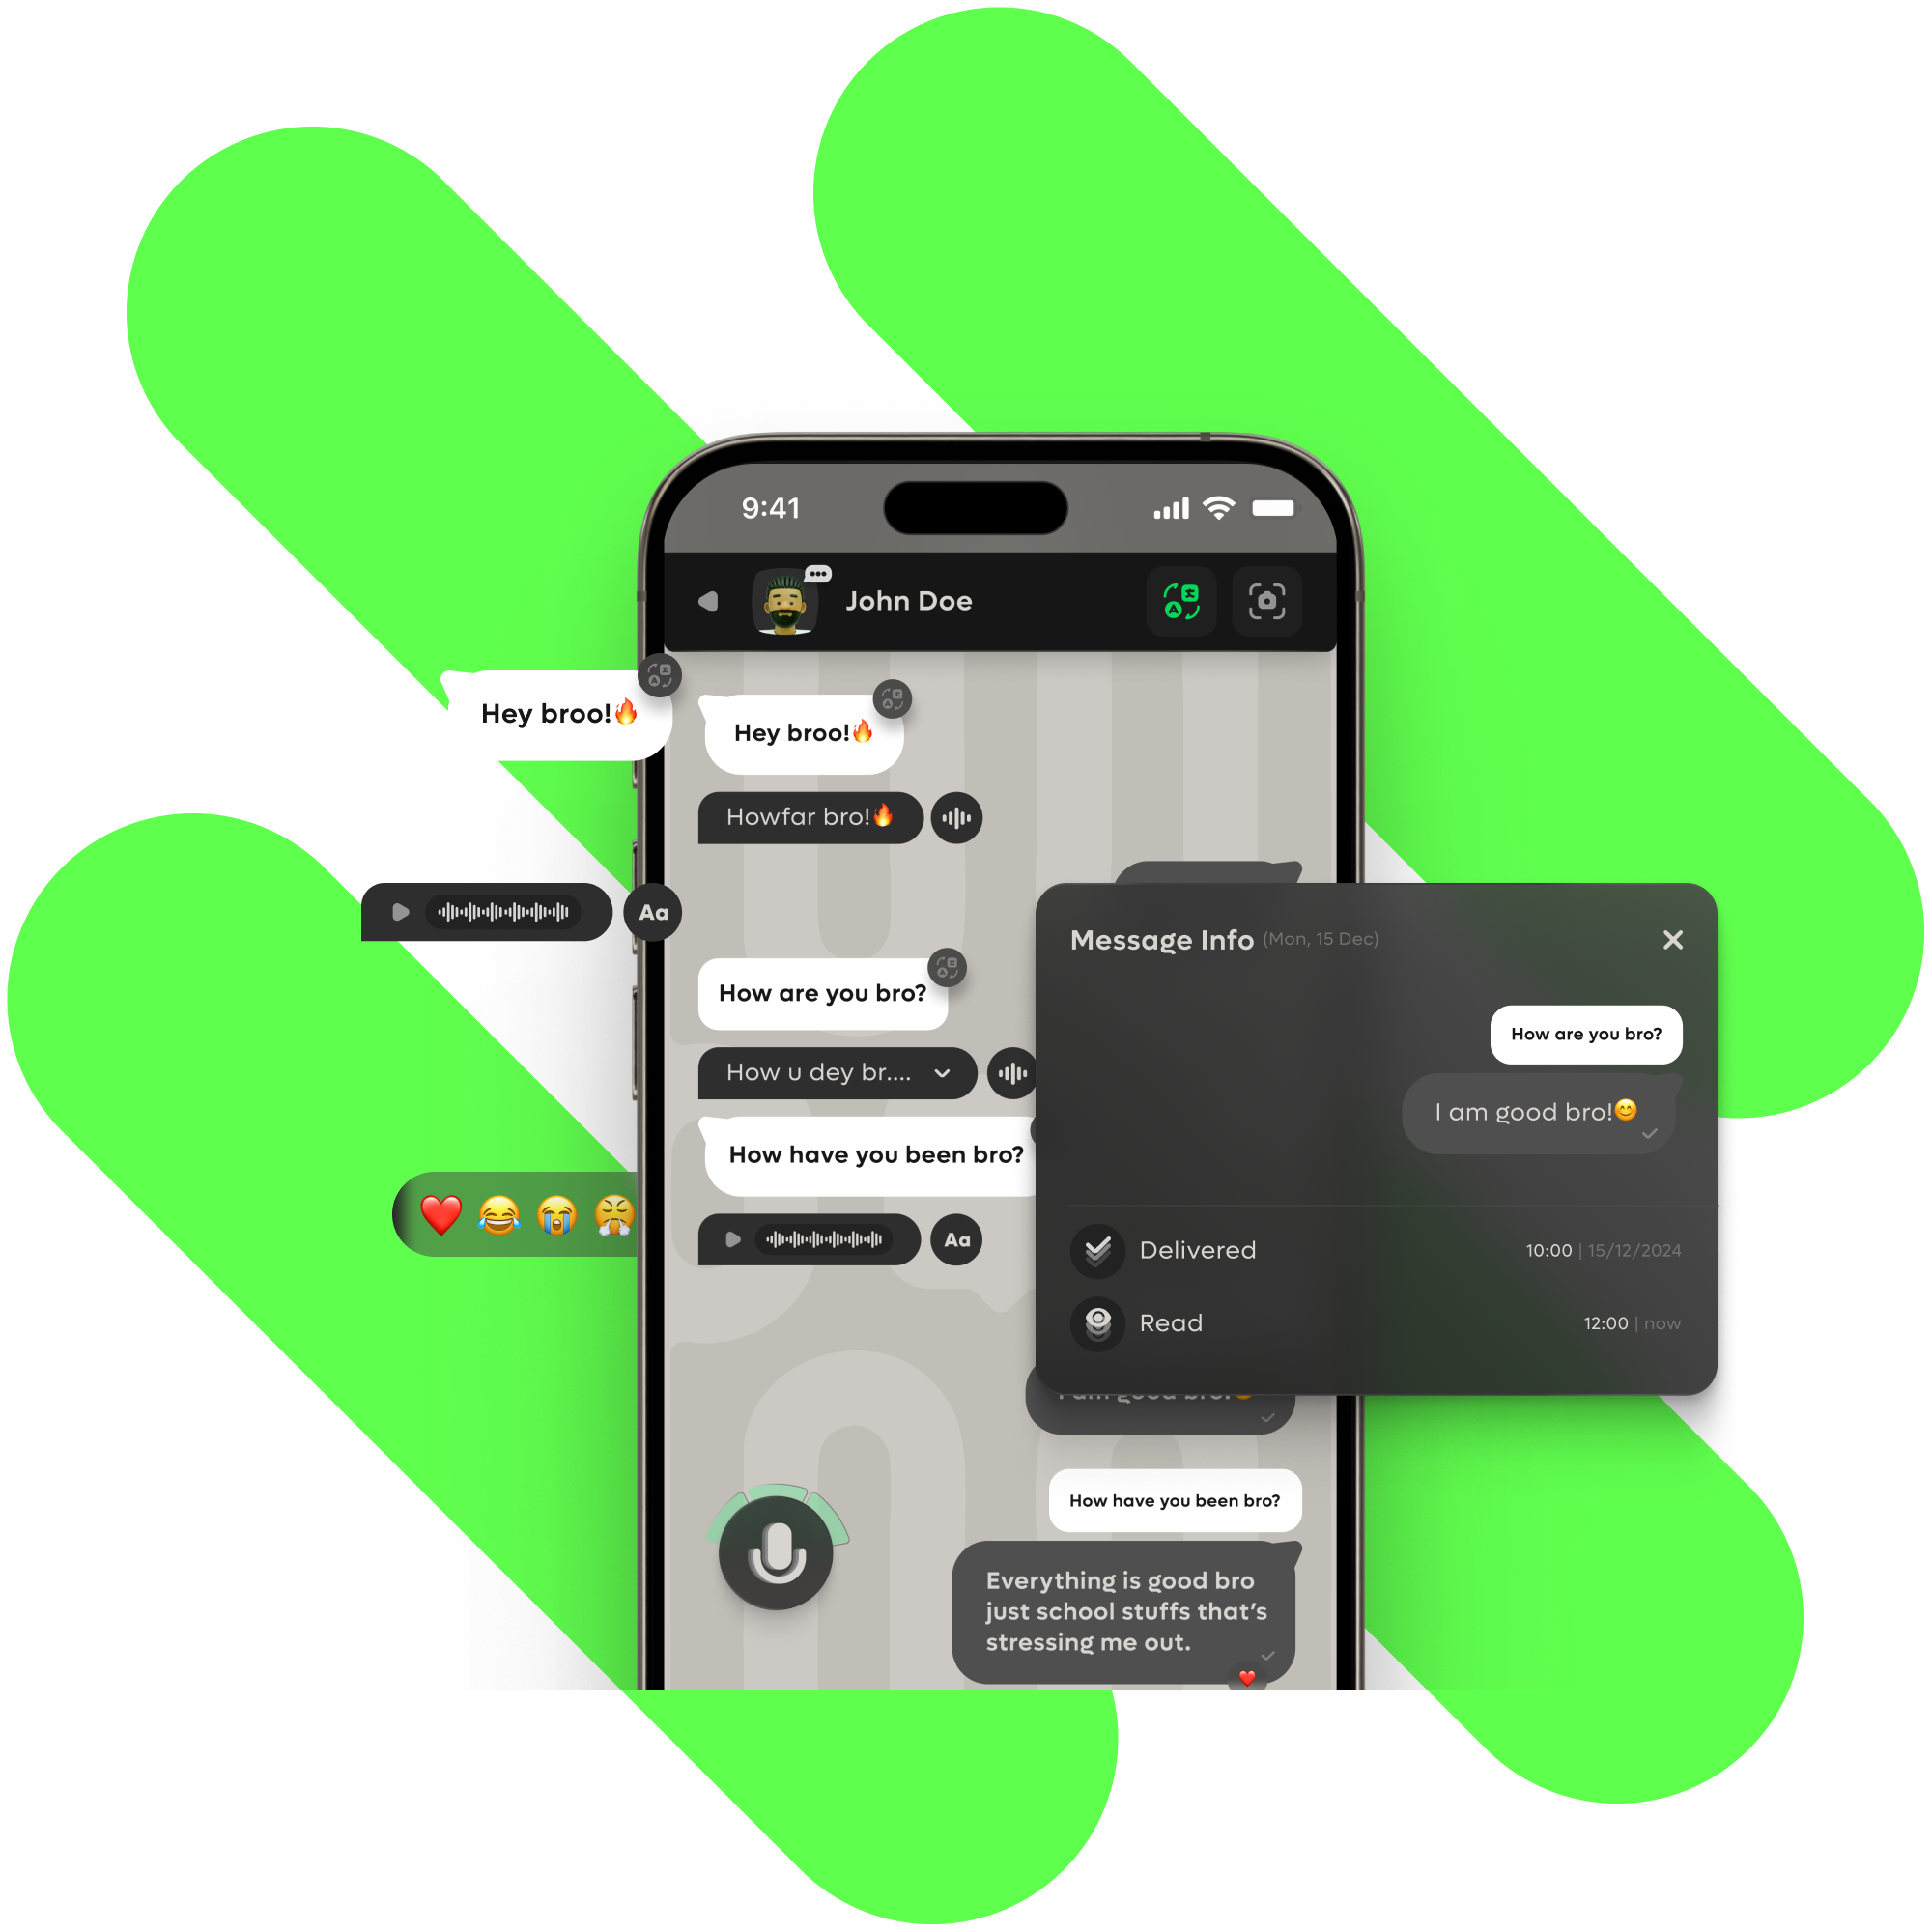 9:41
John Doe
Hey broo!🔥
Hey broo!🔥
Howfar bro!🔥
Aa
How are you bro?
How u dey br....
How have you been bro?
Aa
Message Info (Mon, 15 Dec)
How are you bro?
I am good bro!😊
Delivered 10:00 | 15/12/2024
Read 12:00 | now
I am good bro!
How have you been bro?
Everything is good bro
just school stuffs that's
stressing me out.